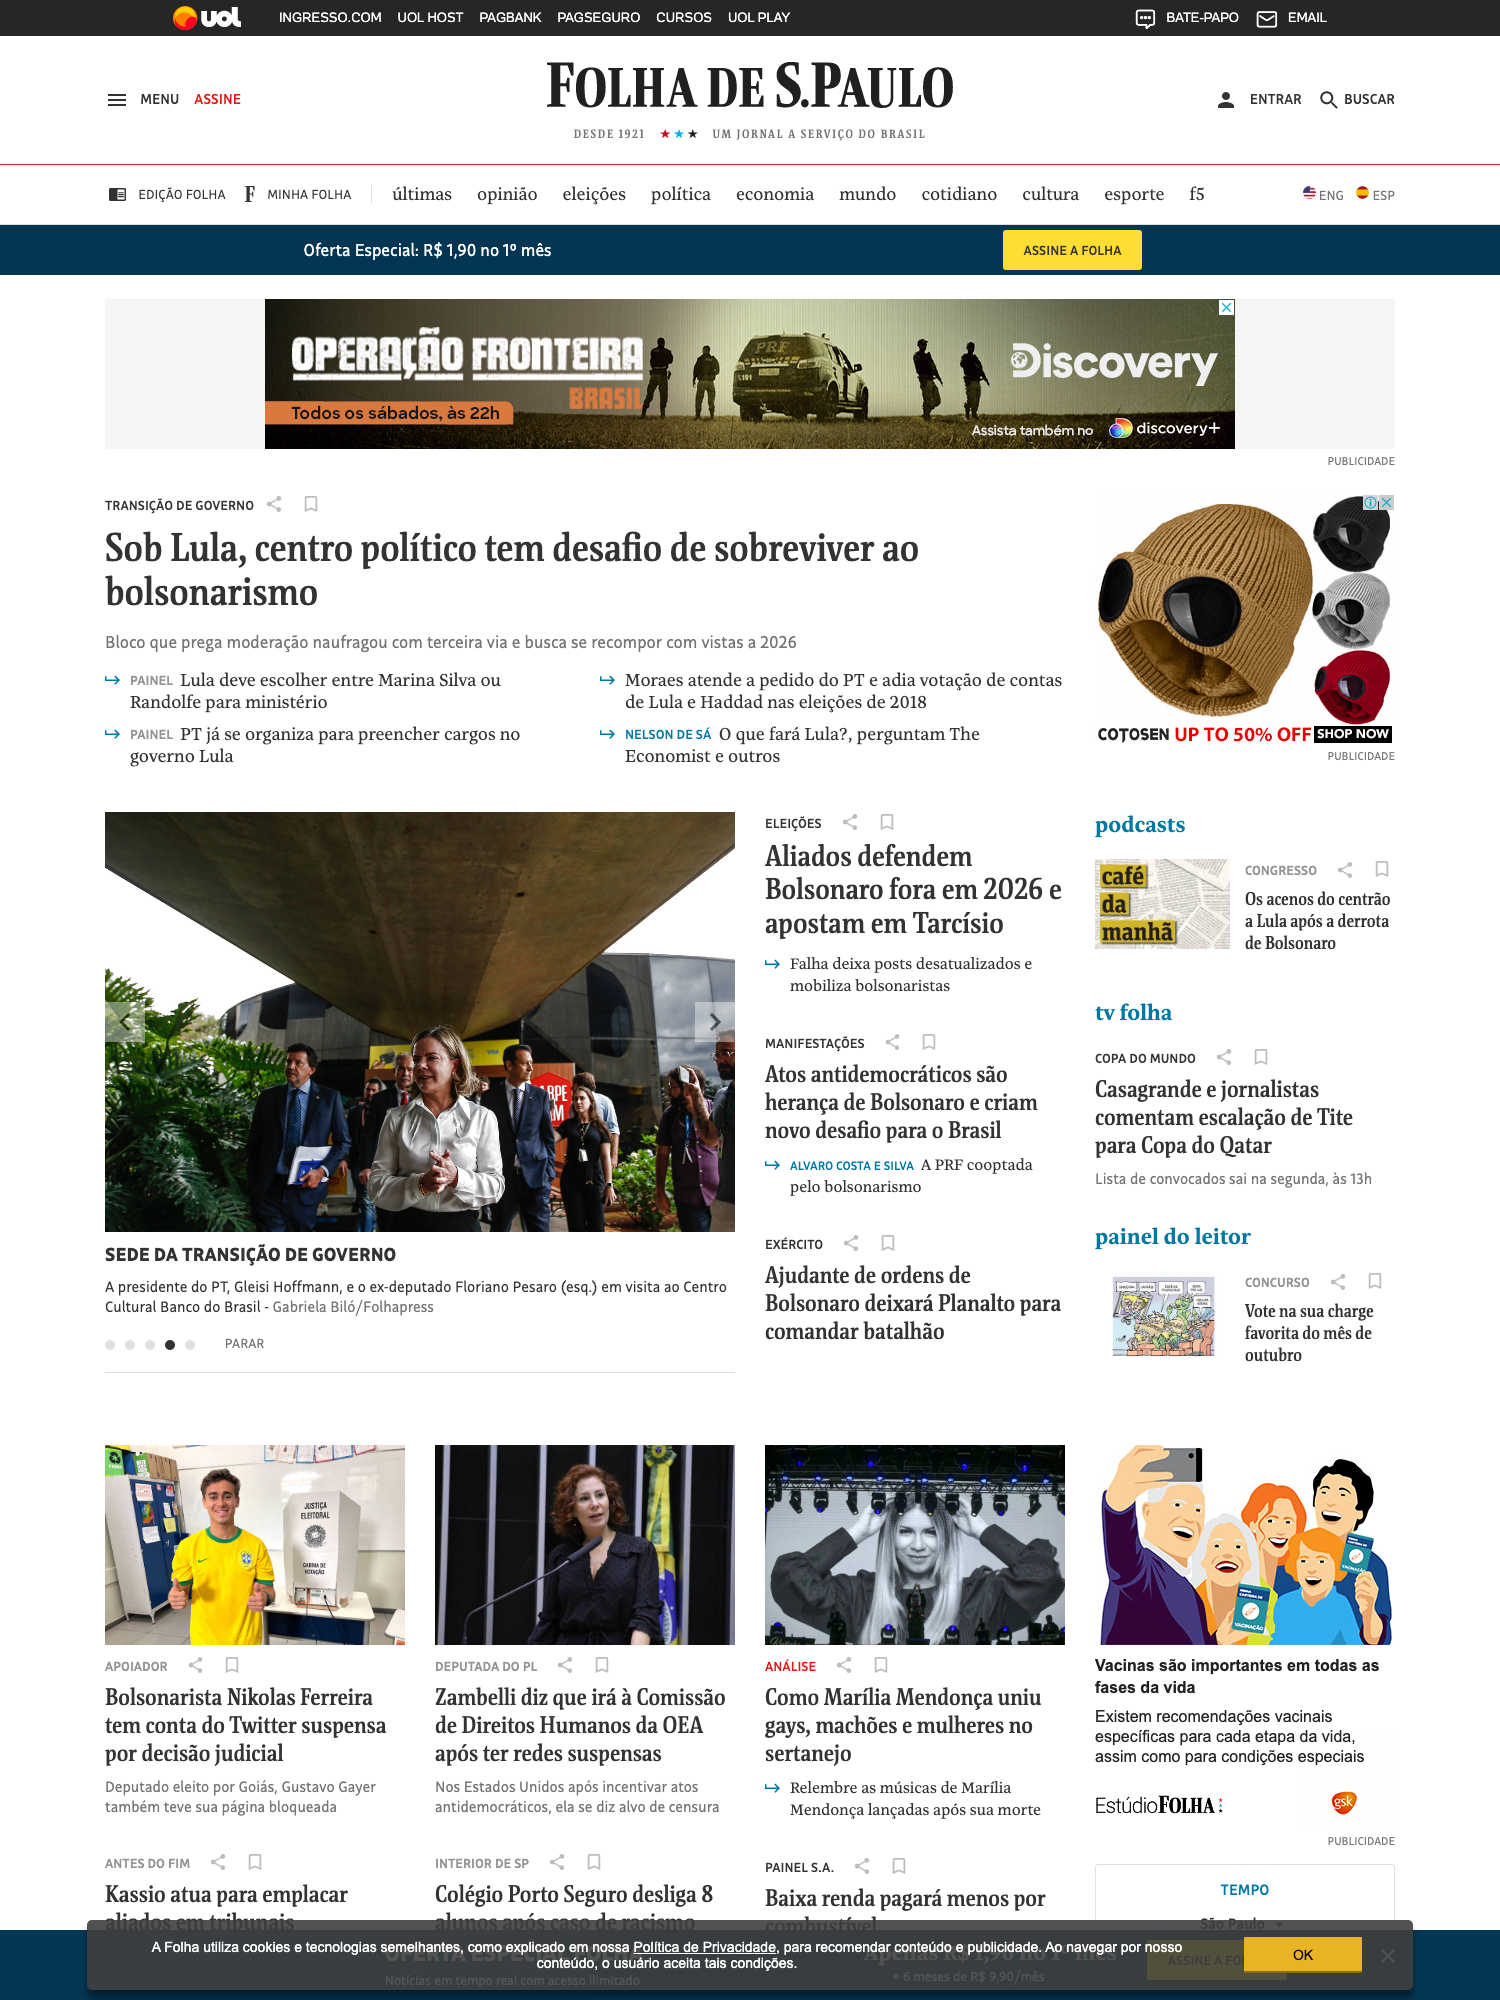 uol INGRESSO.COM UOL HOST PAGBANK PAGSEGURO CURSOS UOL PLAY BATE-PAPO EMAIL
MENU ASSINE
FOLHA DE S.PAULO
DESDE 1921 ★★★ UM JORNAL A SERVIÇO DO BRASIL
ENTRAR BUSCAR
EDIÇÃO FOLHA F MINHA FOLHA últimas opinião eleições política economia mundo cotidiano cultura esporte f5 ENG ESP
Oferta Especial: R$ 1,90 no 1º mês ASSINE A FOLHA
OPERAÇÃO FRONTEIRA
BRASIL
Todos os sábados, às 22h
PRF
Discovery
Assista também no discovery+
PUBLICIDADE
TRANSIÇÃO DE GOVERNO
Sob Lula, centro político tem desafio de sobreviver ao
bolsonarismo
Bloco que prega moderação naufragou com terceira via e busca se recompor com vistas a 2026
PAINEL Lula deve escolher entre Marina Silva ou
Randolfe para ministério
PAINEL PT já se organiza para preencher cargos no
governo Lula
Moraes atende a pedido do PT e adia votação de contas
de Lula e Haddad nas eleições de 2018
NELSON DE SÁ O que fará Lula?, perguntam The
Economist e outros
COTOSEN UP TO 50% OFF SHOP NOW
PUBLICIDADE
SEDE DA TRANSIÇÃO DE GOVERNO
A presidente do PT, Gleisi Hoffmann, e o ex-deputado Floriano Pesaro (esq.) em visita ao Centro
Cultural Banco do Brasil - Gabriela Biló/Folhapress
PARAR
ELEIÇÕES
Aliados defendem
Bolsonaro fora em 2026 e
apostam em Tarcísio
Falha deixa posts desatualizados e
mobiliza bolsonaristas
MANIFESTAÇÕES
Atos antidemocráticos são
herança de Bolsonaro e criam
novo desafio para o Brasil
ALVARO COSTA E SILVA A PRF cooptada
pelo bolsonarismo
EXÉRCITO
Ajudante de ordens de
Bolsonaro deixará Planalto para
comandar batalhão
podcasts
café
da
manhã
CONGRESSO
Os acenos do centrão
a Lula após a derrota
de Bolsonaro
tv folha
COPA DO MUNDO
Casagrande e jornalistas
comentam escalação de Tite
para Copa do Qatar
Lista de convocados sai na segunda, às 13h
painel do leitor
CONCURSO
Vote na sua charge
favorita do mês de
outubro
JUSTIÇA
ELEITORAL
CABINA DE
VOTAÇÃO
APOIADOR
Bolsonarista Nikolas Ferreira
tem conta do Twitter suspensa
por decisão judicial
Deputado eleito por Goiás, Gustavo Gayer
também teve sua página bloqueada
DEPUTADA DO PL
Zambelli diz que irá à Comissão
de Direitos Humanos da OEA
após ter redes suspensas
Nos Estados Unidos após incentivar atos
antidemocráticos, ela se diz alvo de censura
ANÁLISE
Como Marília Mendonça uniu
gays, machões e mulheres no
sertanejo
Relembre as músicas de Marília
Mendonça lançadas após sua morte
VACINAÇÃO
Vacinas são importantes em todas as
fases da vida
Existem recomendações vacinais
específicas para cada etapa da vida,
assim como para condições especiais
EstúdioFOLHA gsk
PUBLICIDADE
ANTES DO FIM
Kassio atua para emplacar
aliados em tribunais
INTERIOR DE SP
Colégio Porto Seguro desliga 8
alunos após caso de racismo
PAINEL S.A.
Baixa renda pagará menos por
combustível
TEMPO
São Paulo
A Folha utiliza cookies e tecnologias semelhantes, como explicado em nossa Política de Privacidade, para recomendar conteúdo e publicidade. Ao navegar por nosso
conteúdo, o usuário aceita tais condições.
OK
Notícias em tempo real com acesso ilimitado
+ 6 meses de R$ 9,90/mês
ASSINE A FO